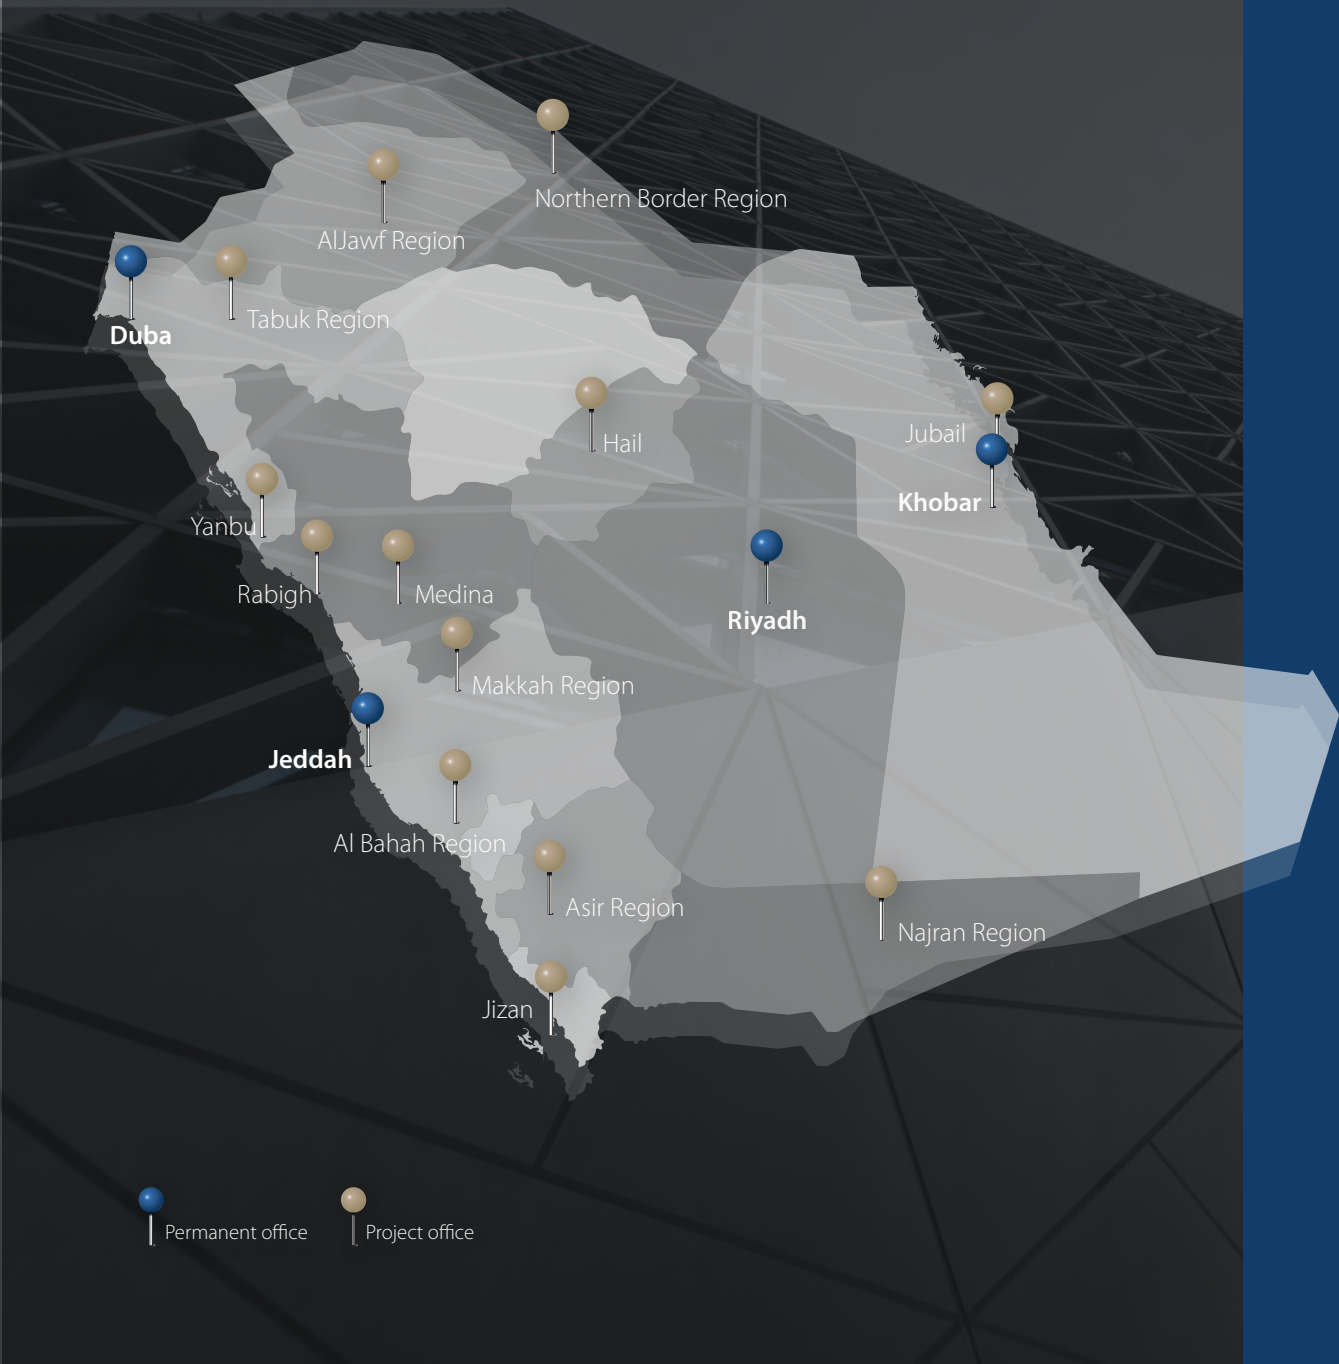 Northern Border Region
AlJawf Region
Tabuk Region
Duba
Hail
Jubail
Khobar
Yanbu
Rabigh
Medina
Riyadh
Makkah Region
Jeddah
Al Bahah Region
Asir Region
Najran Region
Jizan
Permanent office
Project office